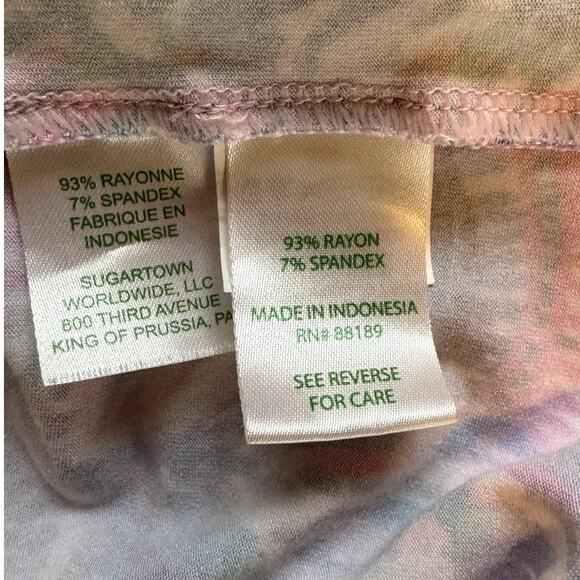 93% RAYONNE
7% SPANDEX
FABRIQUE EN
INDONESIE
SUGARTOWN
WORLDWIDE, LLC
800 THIRD AVENUE
KING OF PRUSSIA, PA
93% RAYON
7% SPANDEX
MADE IN INDONESIA
RN# 88189
SEE REVERSE
FOR CARE